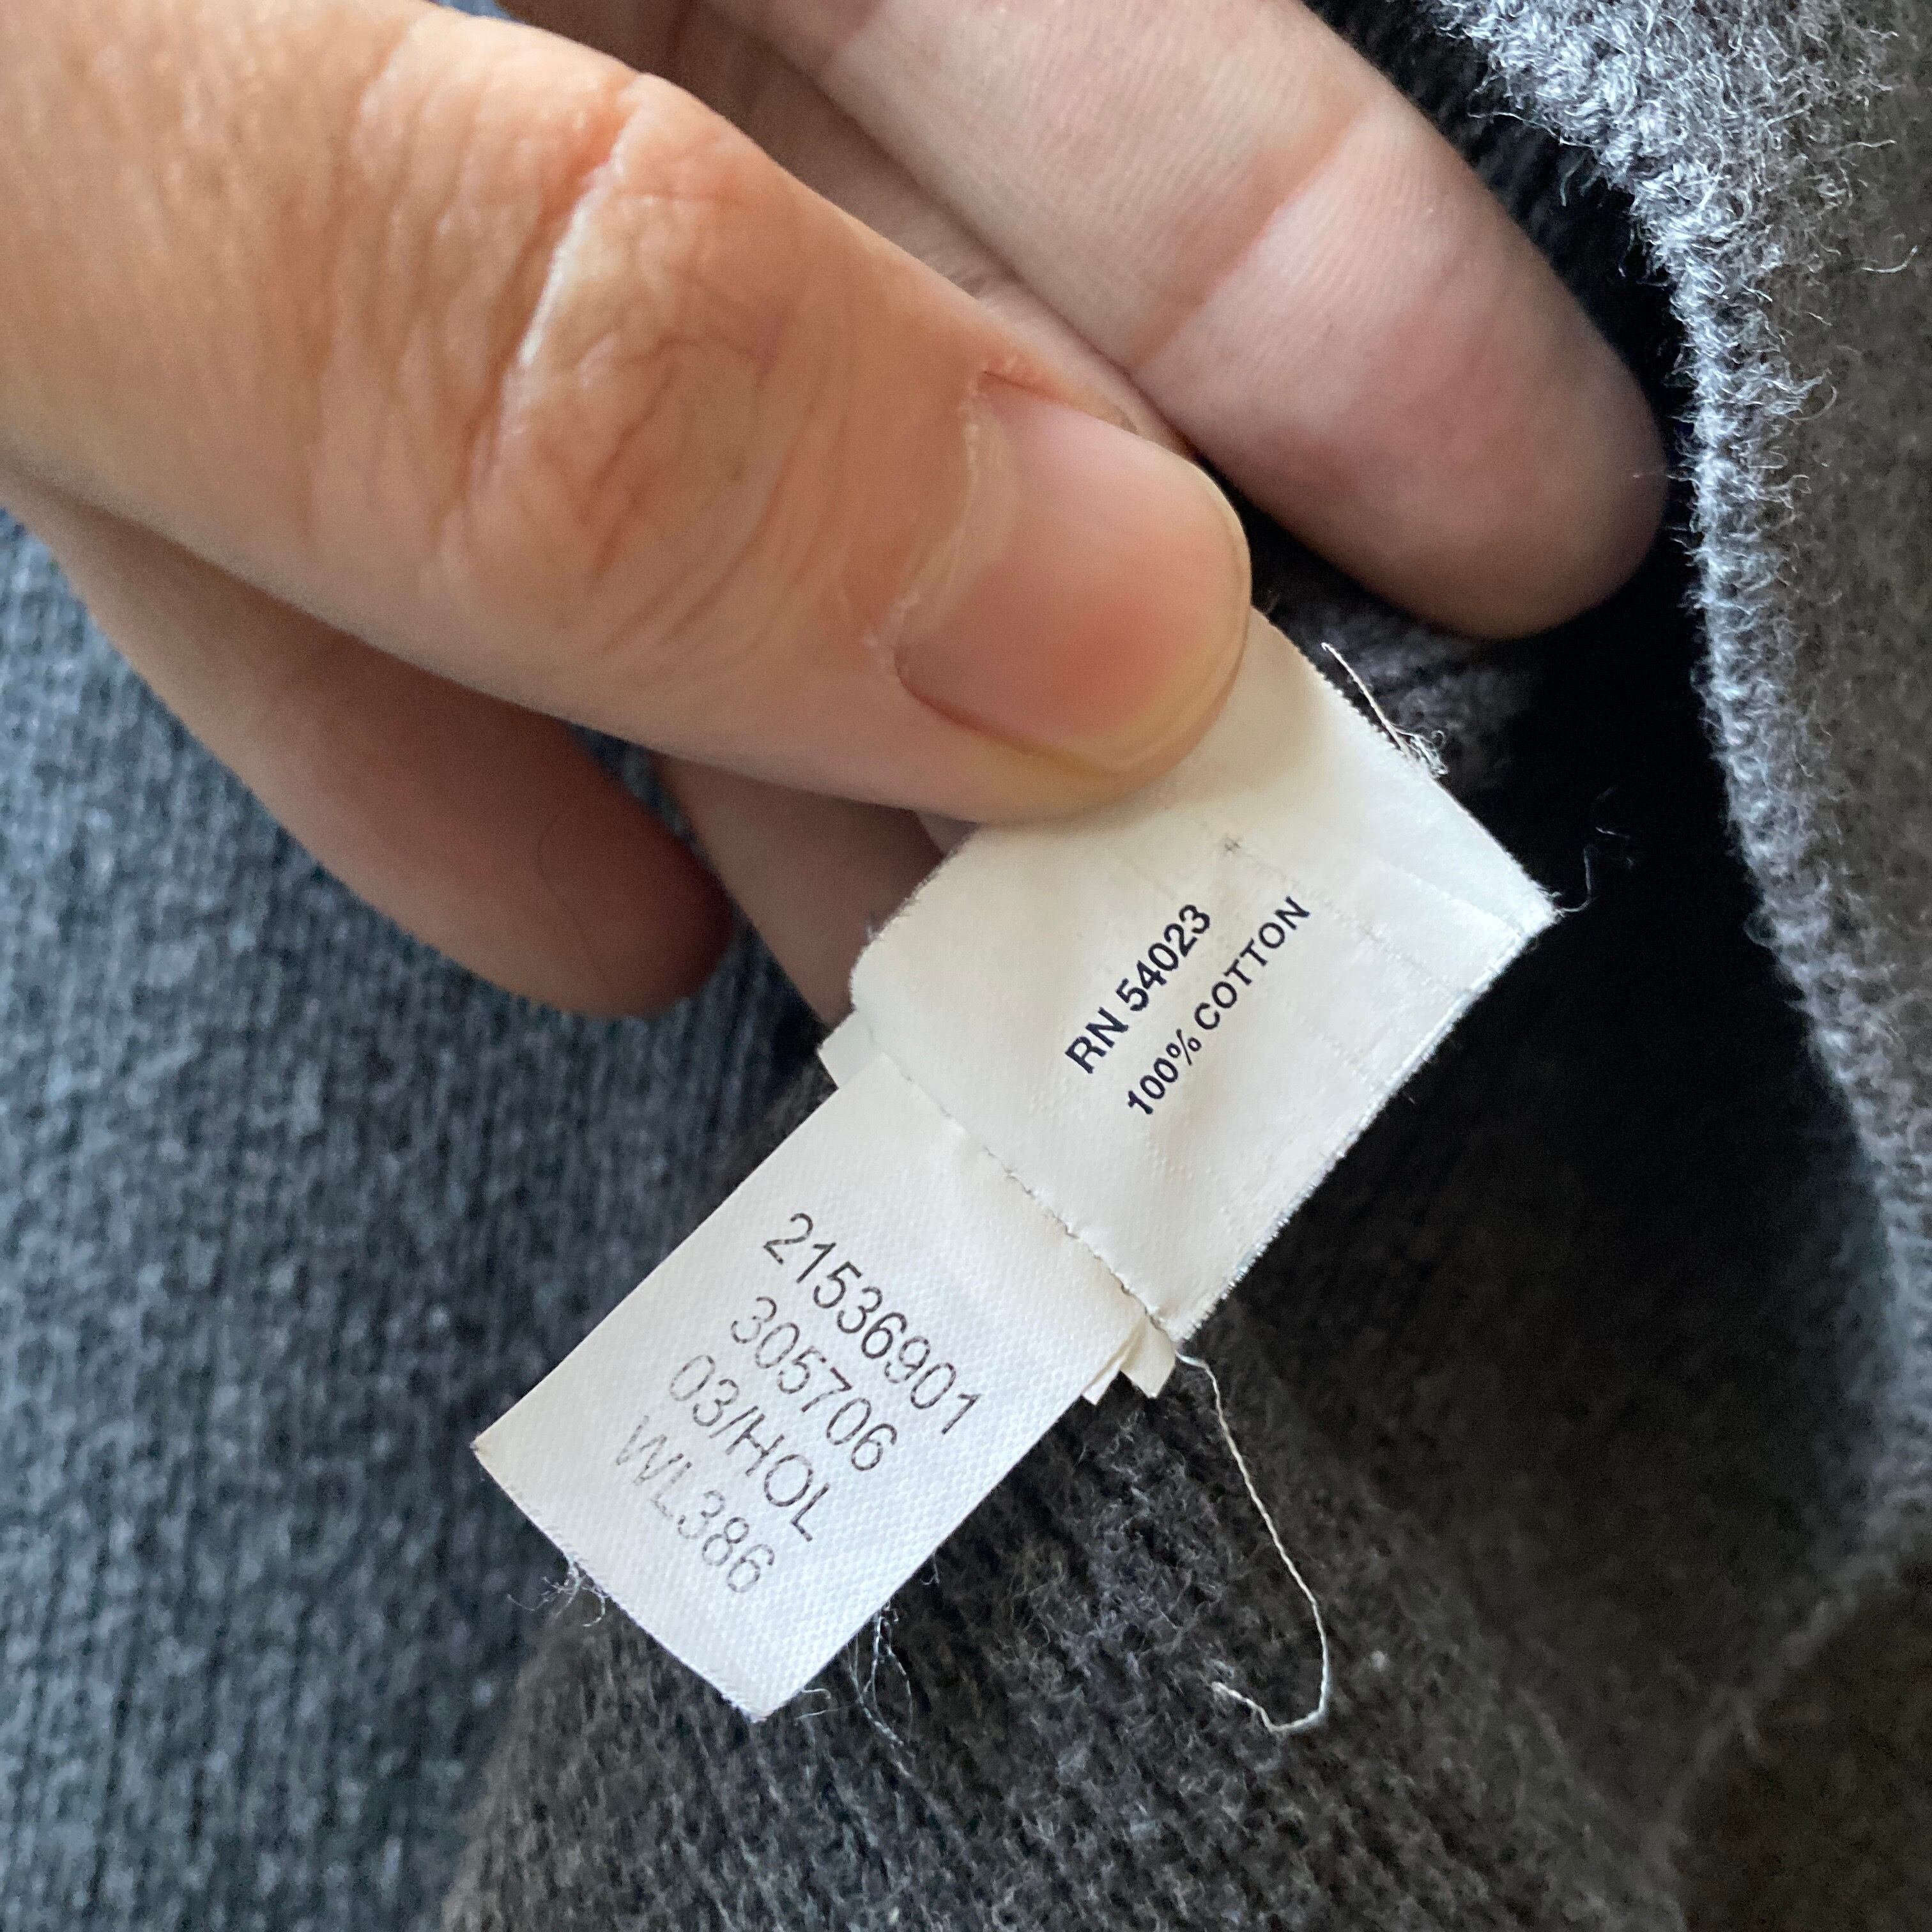 RN 54023
100% COTTON
21536901
305706
03/HOL
WL386